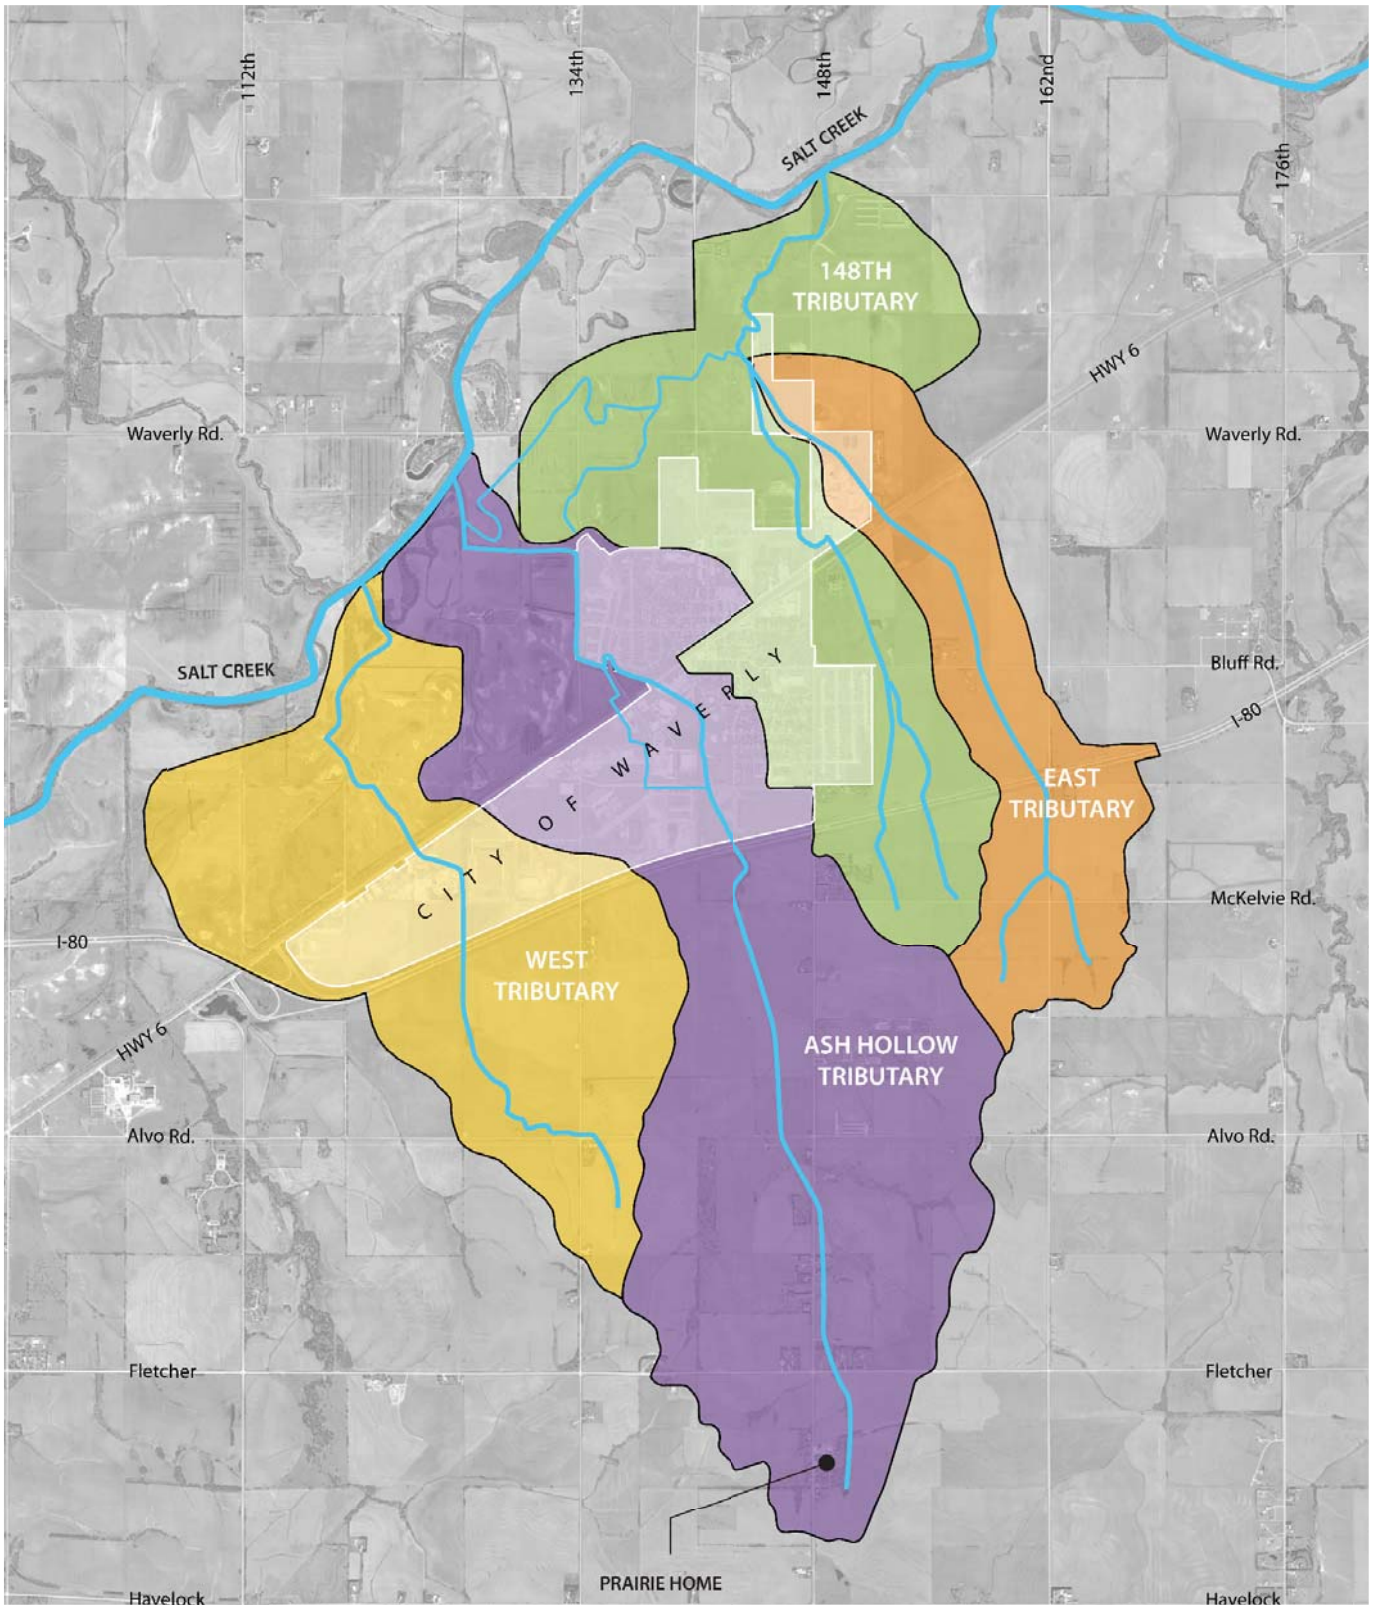 112th
134th
148th
162nd
176th
SALT CREEK
148TH
TRIBUTARY
HWY 6
Waverly Rd.
Waverly Rd.
SALT CREEK
Bluff Rd.
I-80
CITY OF WAVERLY
EAST
TRIBUTARY
McKelvie Rd.
I-80
WEST
TRIBUTARY
HWY 6
ASH HOLLOW
TRIBUTARY
Alvo Rd.
Alvo Rd.
Fletcher
Fletcher
PRAIRIE HOME
Havelock
Havelock